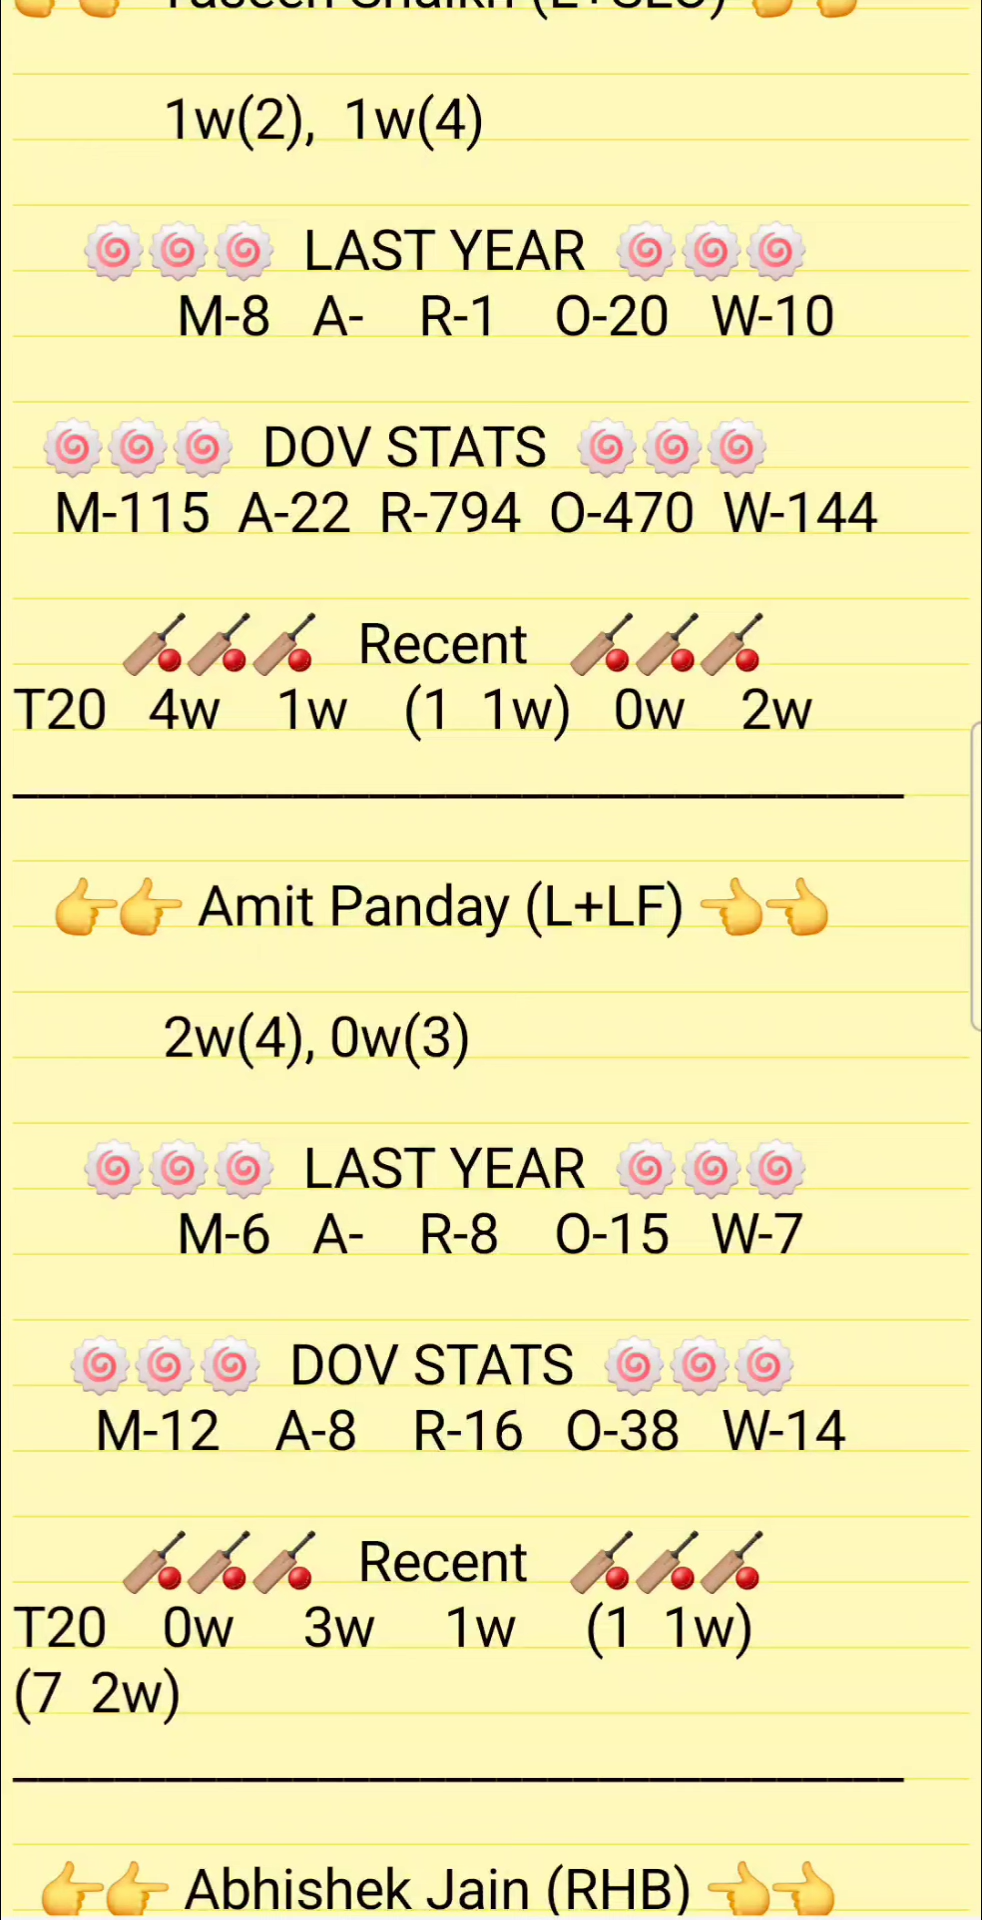 Shaikh
1w(2), 1w(4)
🍥🍥🍥 LAST YEAR 🍥🍥🍥
M-8 A- R-1 O-20 W-10
🍥🍥🍥 DOV STATS 🍥🍥🍥
M-115 A-22 R-794 O-470 W-144
🏏🏏🏏 Recent 🏏🏏🏏
T20 4w 1w (1 1w) 0w 2w
👉👉 Amit Panday (L+LF) 👈👈
2w(4), 0w(3)
🍥🍥🍥 LAST YEAR 🍥🍥🍥
M-6 A- R-8 O-15 W-7
🍥🍥🍥 DOV STATS 🍥🍥🍥
M-12 A-8 R-16 O-38 W-14
🏏🏏🏏 Recent 🏏🏏🏏
T20 0w 3w 1w (1 1w)
(7 2w)
👉👉 Abhishek Jain (RHB) 👈👈